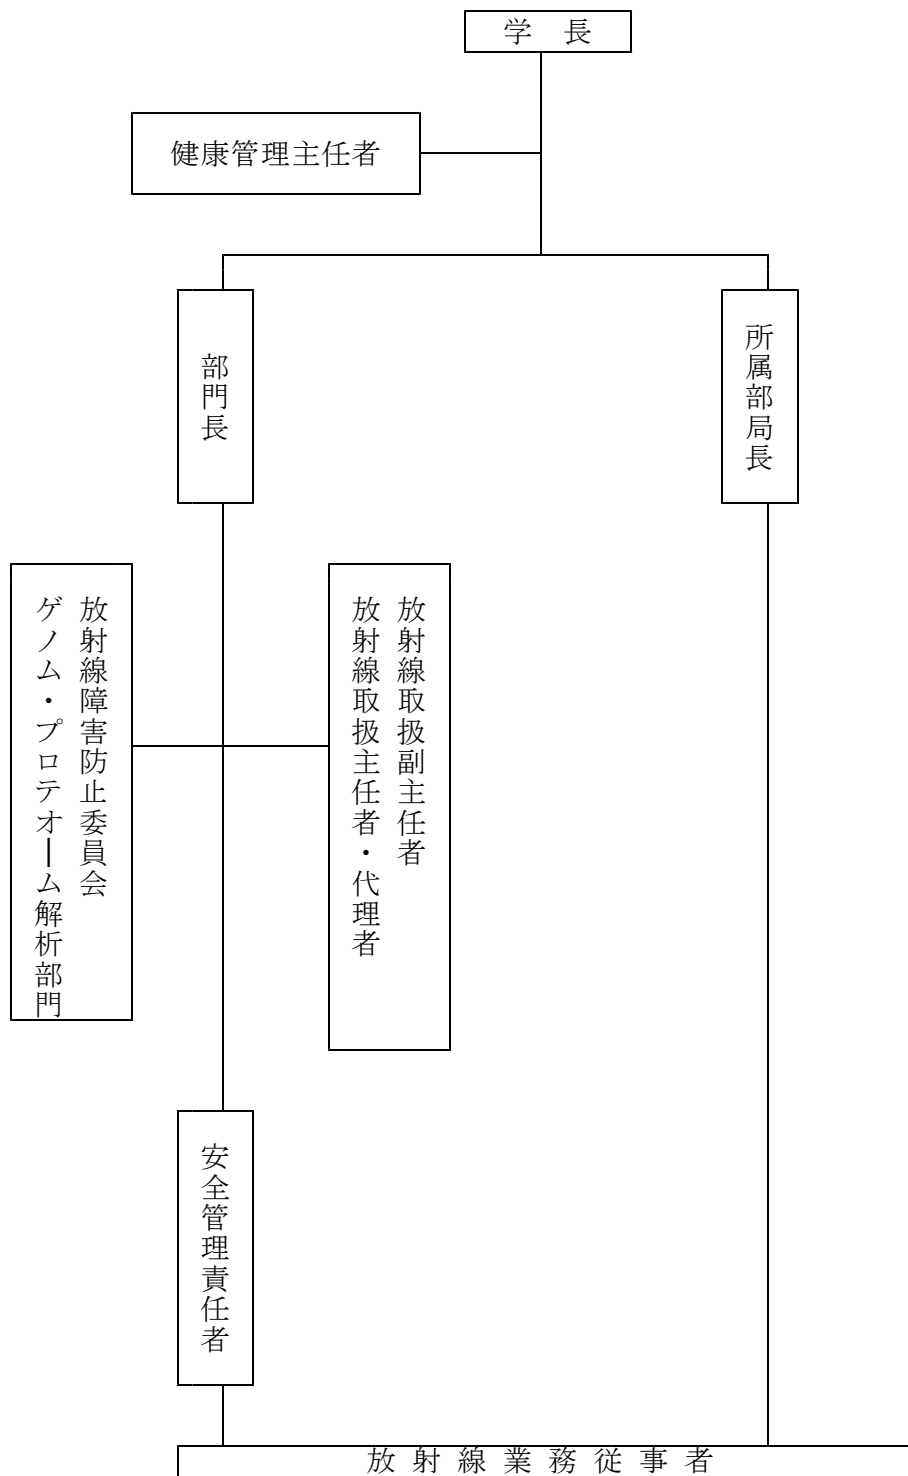 学 長
健康管理主任者
部門長
所属部局長
ゲノム・プロテオーム解析部門
放射線障害防止委員会
放射線取扱主任者・代理者
放射線取扱副主任者
安全管理責任者
放射線業務従事者